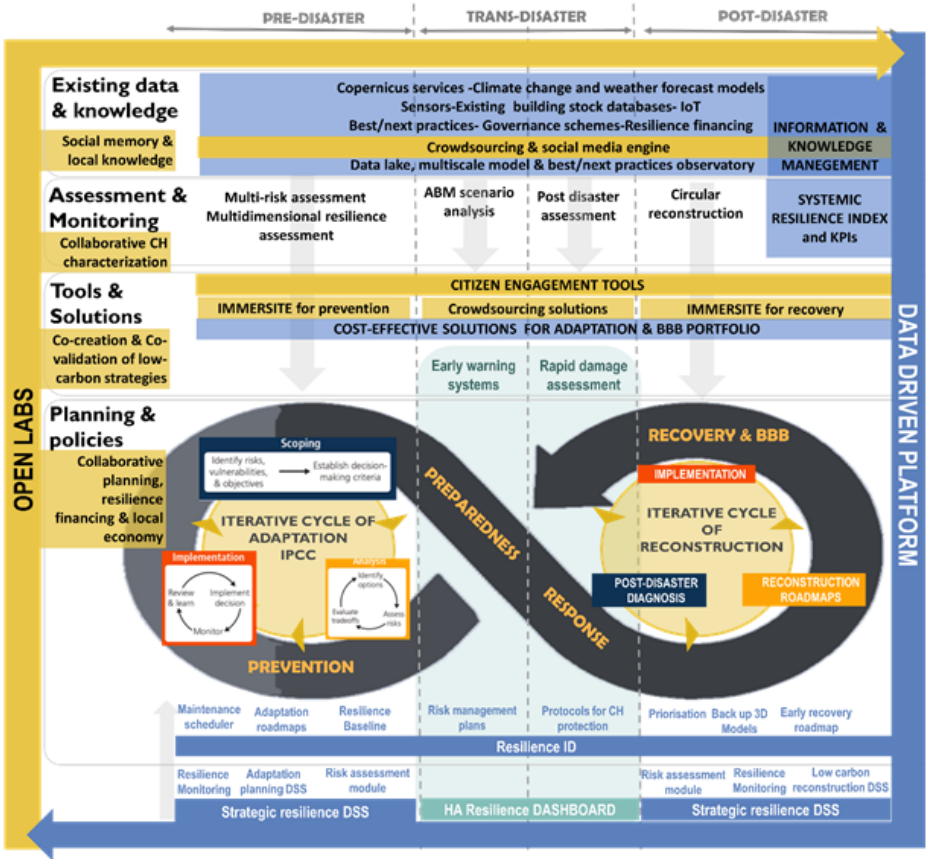 PRE-DISASTER
TRANS-DISASTER
POST-DISASTER
OPEN LABS
DATA DRIVEN PLATFORM
Existing data
& knowledge
Social memory &
local knowledge
Copernicus services -Climate change and weather forecast models
Sensors-Existing building stock databases- IoT
Best/next practices- Governance schemes-Resilience financing
Crowdsourcing & social media engine
Data lake, multiscale model & best/next practices observatory
INFORMATION &
KNOWLEDGE
MANEGEMENT
Assessment &
Monitoring
Collaborative CH
characterization
Multi-risk assessment
Multidimensional resilience
assessment
ABM scenario
analysis
Post disaster
assessment
Circular
reconstruction
SYSTEMIC
RESILIENCE INDEX
and KPIs
Tools &
Solutions
Co-creation & Co-
validation of low-
carbon strategies
CITIZEN ENGAGEMENT TOOLS
IMMERSITE for prevention
Crowdsourcing solutions
IMMERSITE for recovery
COST-EFFECTIVE SOLUTIONS FOR ADAPTATION & BBB PORTFOLIO
Early warning
systems
Rapid damage
assessment
Planning &
policies
Collaborative
planning,
resilience
financing & local
economy
Scoping
Identify risks,
vulnerabilities,
& objectives
Establish decision-
making criteria
ITERATIVE CYCLE OF
ADAPTATION
IPCC
Implementation
Review
& learn
Implement
decision
Monitor
Analysis
Identify
options
Evaluate
tradeoffs
Assess
risks
PREVENTION
PREPAREDNESS
RESPONSE
RECOVERY & BBB
IMPLEMENTATION
ITERATIVE CYCLE
OF
RECONSTRUCTION
POST-DISASTER
DIAGNOSIS
RECONSTRUCTION
ROADMAPS
Maintenance
scheduler
Adaptation
roadmaps
Resilience
Baseline
Risk management
plans
Protocols for CH
protection
Priorisation
Back up 3D
Models
Early recovery
roadmap
Resilience ID
Resilience
Monitoring
Adaptation
planning DSS
Risk assessment
module
Risk assessment
module
Resilience
Monitoring
Low carbon
reconstruction DSS
Strategic resilience DSS
HA Resilience DASHBOARD
Strategic resilience DSS